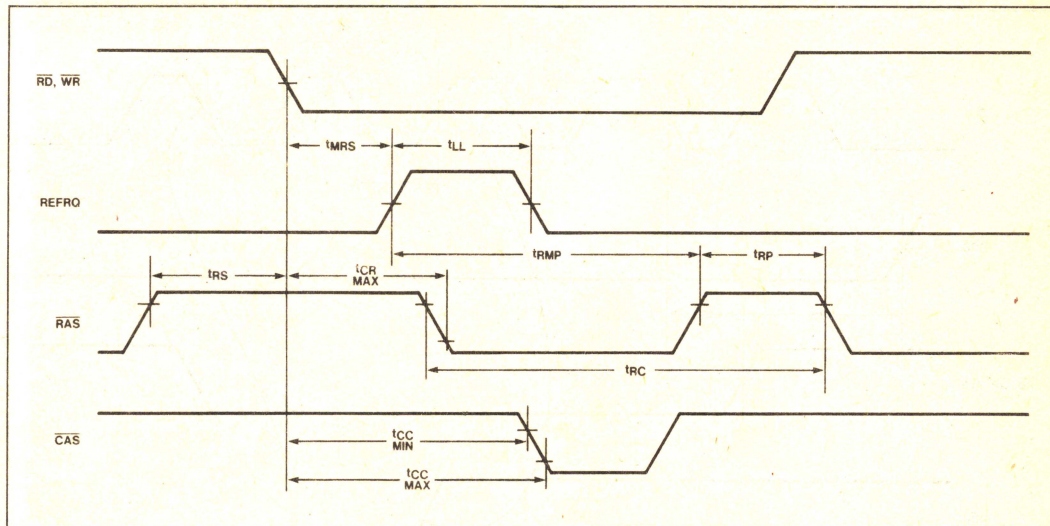 RD, WR
tMRS
tLL
REFRQ
tRMP
tRS
tCR
MAX
tRP
RAS
tRC
tCC
MIN
CAS
tCC
MAX